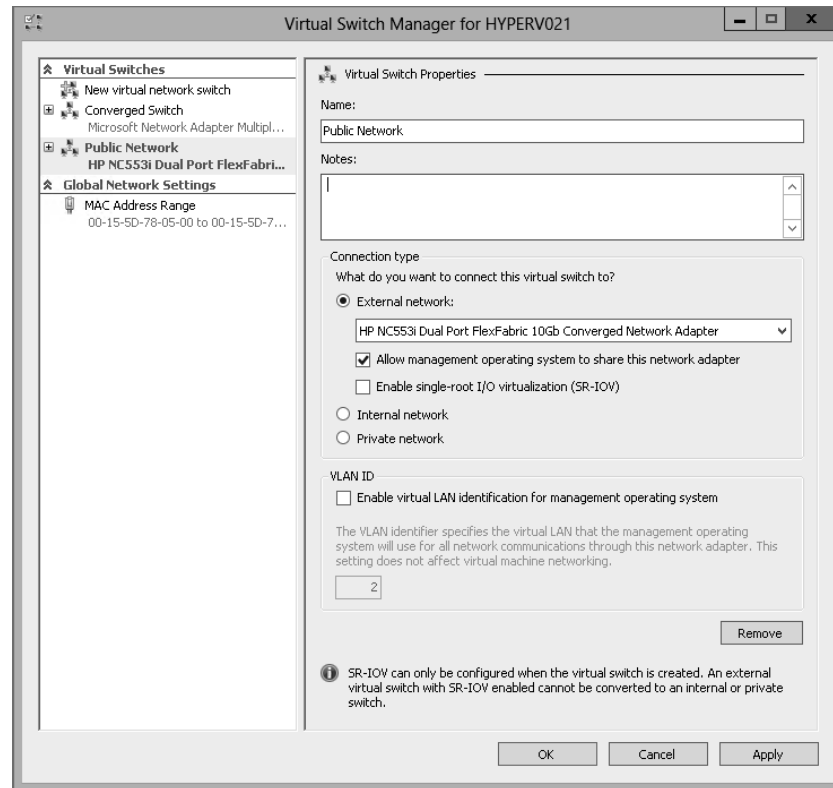 Virtual Switch Manager for HYPERV021
Virtual Switches
New virtual network switch
Converged Switch
Microsoft Network Adapter Multipl...
Public Network
HP NC553i Dual Port FlexFabri...
Global Network Settings
MAC Address Range
00-15-5D-78-05-00 to 00-15-5D-7...
Virtual Switch Properties
Name:
Public Network
Notes:
Connection type
What do you want to connect this virtual switch to?
External network:
HP NC553i Dual Port FlexFabric 10Gb Converged Network Adapter
Allow management operating system to share this network adapter
Enable single-root I/O virtualization (SR-IOV)
Internal network
Private network
VLAN ID
Enable virtual LAN identification for management operating system
The VLAN identifier specifies the virtual LAN that the management operating
system will use for all network communications through this network adapter. This
setting does not affect virtual machine networking.
2
Remove
SR-IOV can only be configured when the virtual switch is created. An external
virtual switch with SR-IOV enabled cannot be converted to an internal or private
switch.
OK
Cancel
Apply